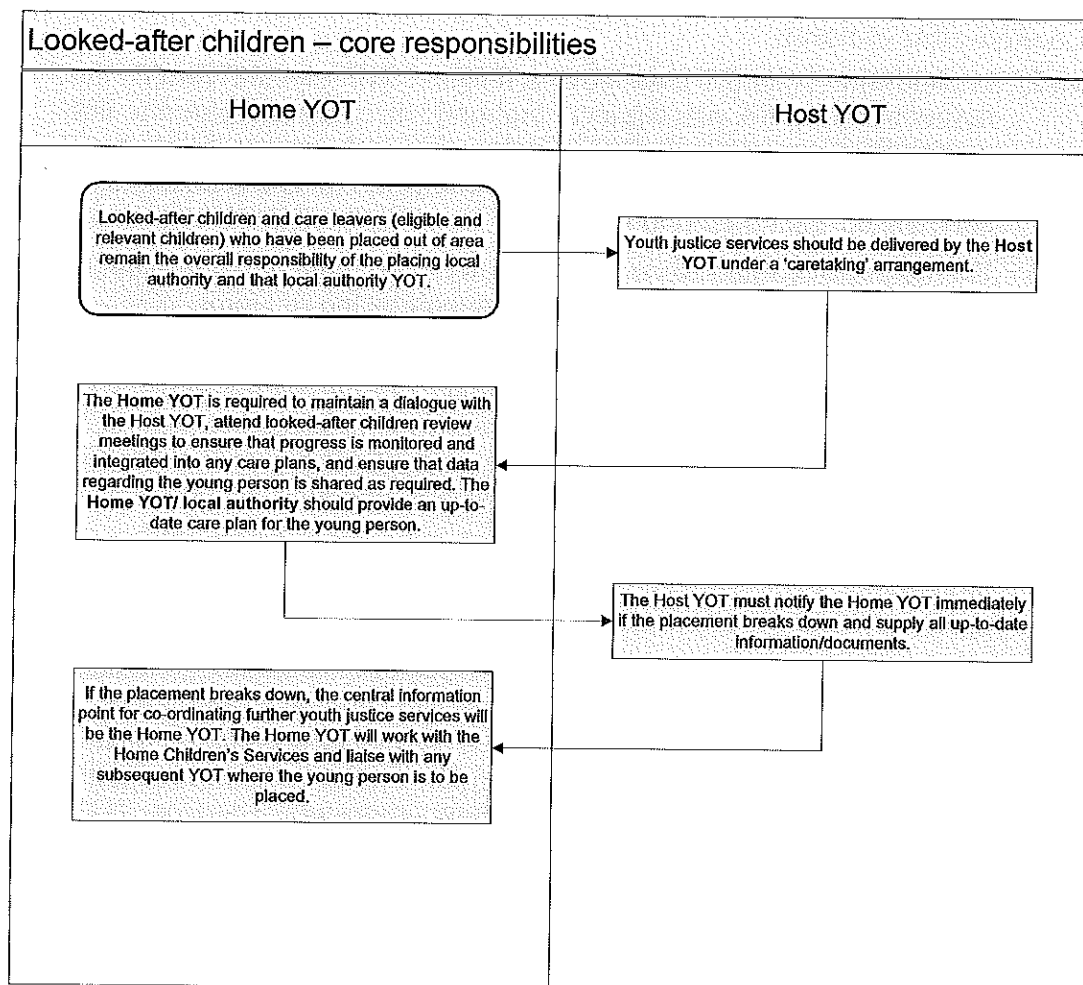 Looked-after children – core responsibilities
Home YOT
Host YOT
Looked-after children and care leavers (eligible and
relevant children) who have been placed out of area
remain the overall responsibility of the placing local
authority and that local authority YOT.
Youth justice services should be delivered by the Host
YOT under a 'caretaking' arrangement.
The Home YOT is required to maintain a dialogue with
the Host YOT, attend looked-after children review
meetings to ensure that progress is monitored and
integrated into any care plans, and ensure that data
regarding the young person is shared as required. The
Home YOT/ local authority should provide an up-to-
date care plan for the young person.
The Host YOT must notify the Home YOT immediately
if the placement breaks down and supply all up-to-date
information/documents.
If the placement breaks down, the central information
point for co-ordinating further youth justice services will
be the Home YOT. The Home YOT will work with the
Home Children's Services and liaise with any
subsequent YOT where the young person is to be
placed.